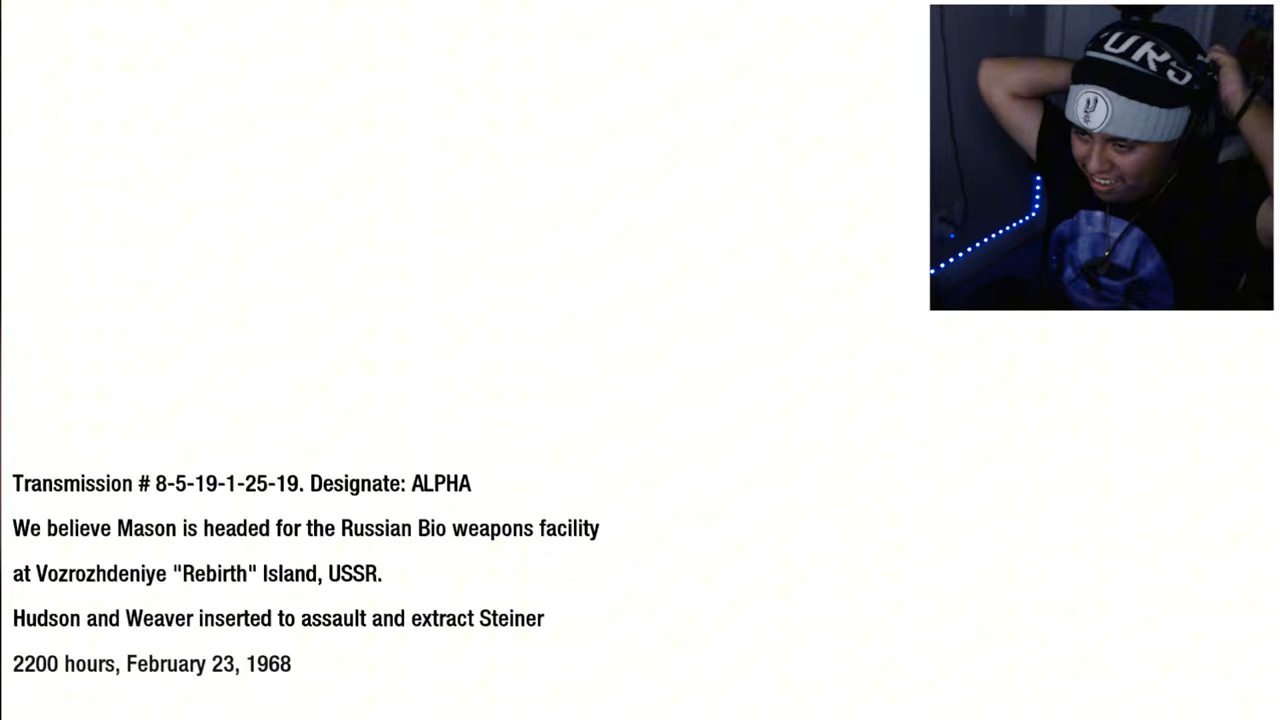 URS
Transmission # 8-5-19-1-25-19. Designate: ALPHA
We believe Mason is headed for the Russian Bio weapons facility
at Vozrozhdeniye "Rebirth" Island, USSR.
Hudson and Weaver inserted to assault and extract Steiner
2200 hours, February 23, 1968